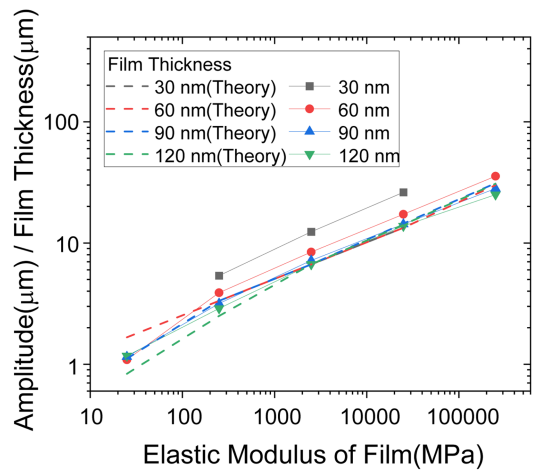 Amplitude(μm) / Film Thickness(μm)
100
10
1
Film Thickness
30 nm(Theory) 30 nm
60 nm(Theory) 60 nm
90 nm(Theory) 90 nm
120 nm(Theory) 120 nm
10 100 1000 10000 100000
Elastic Modulus of Film(MPa)